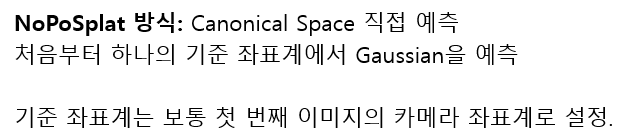 NoPoSplat 방식: Canonical Space 직접 예측
처음부터 하나의 기준 좌표계에서 Gaussian을 예측
기준 좌표계는 보통 첫 번째 이미지의 카메라 좌표계로 설정.